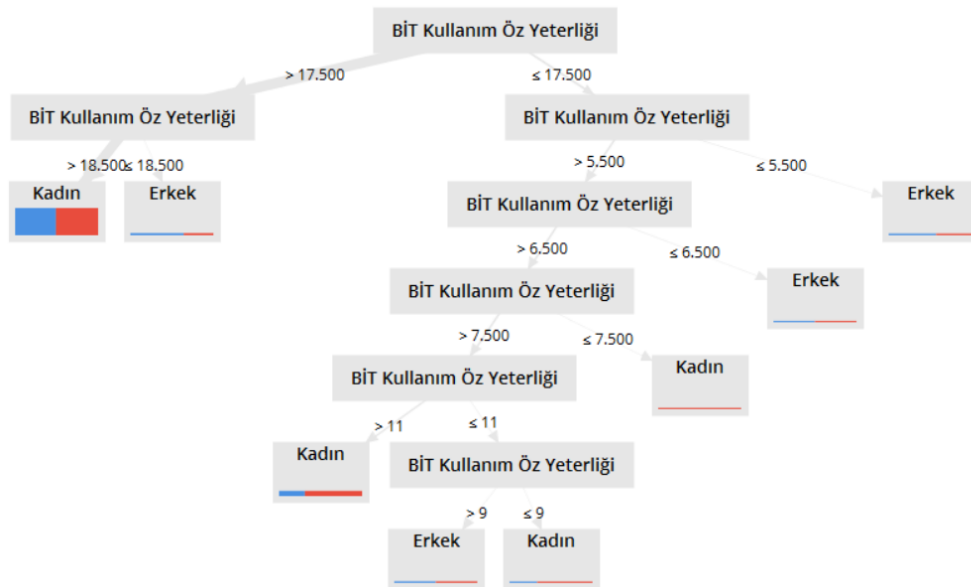 BİT Kullanım Öz Yeterliği
> 17.500
≤ 17.500
BİT Kullanım Öz Yeterliği
BİT Kullanım Öz Yeterliği
> 18.500
≤ 18.500
> 5.500
≤ 5.500
Kadın
Erkek
BİT Kullanım Öz Yeterliği
Erkek
> 6.500
≤ 6.500
BİT Kullanım Öz Yeterliği
Erkek
> 7.500
≤ 7.500
BİT Kullanım Öz Yeterliği
Kadın
> 11
≤ 11
Kadın
BİT Kullanım Öz Yeterliği
> 9
≤ 9
Erkek
Kadın